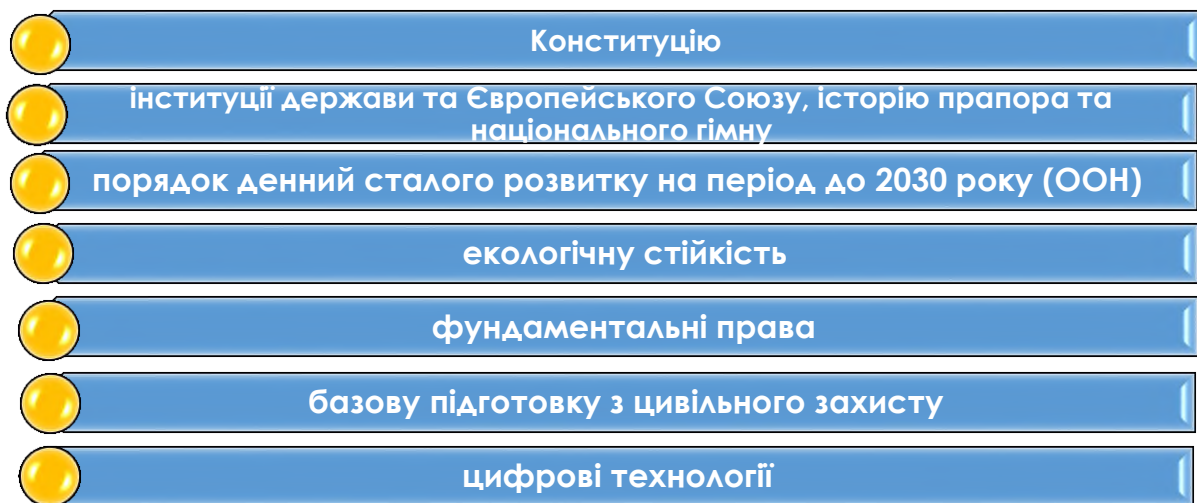 Конституцію
інституції держави та Європейського Союзу, історію прапора та
національного гімну
порядок денний сталого розвитку на період до 2030 року (ООН)
екологічну стійкість
фундаментальні права
базову підготовку з цивільного захисту
цифрові технології